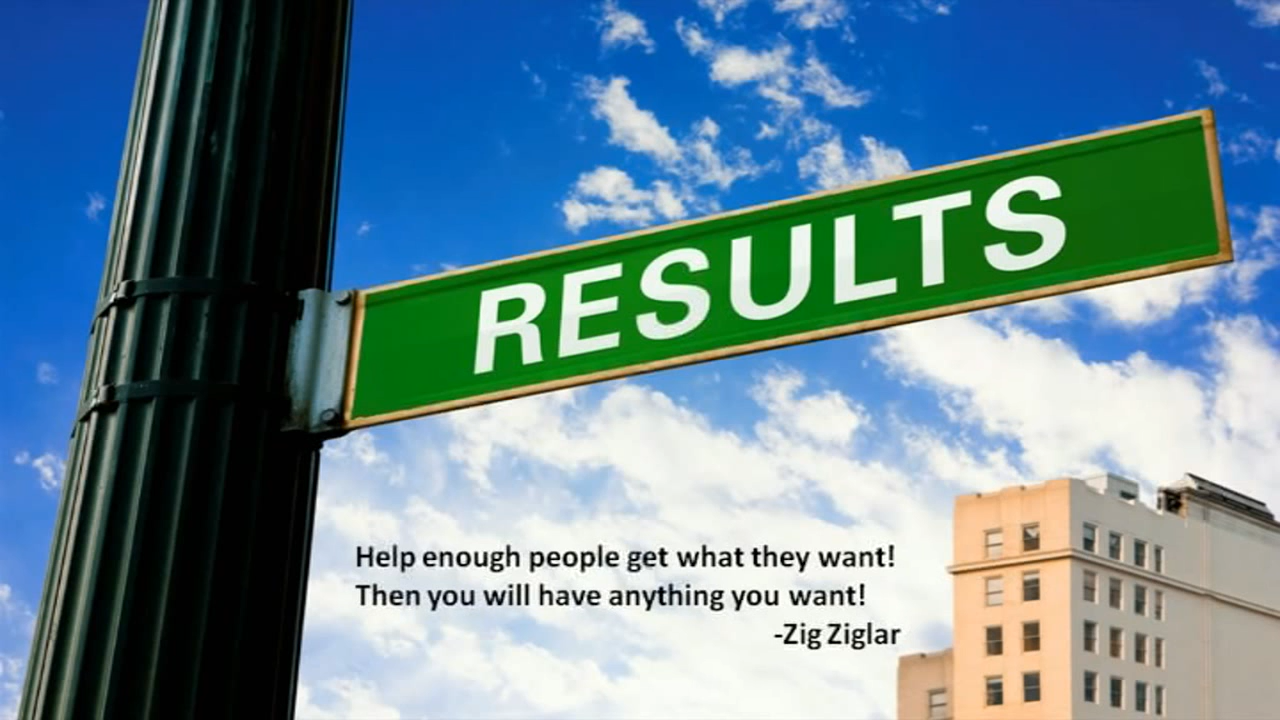 RESULTS
Help enough people get what they want!
Then you will have anything you want!
-Zig Ziglar